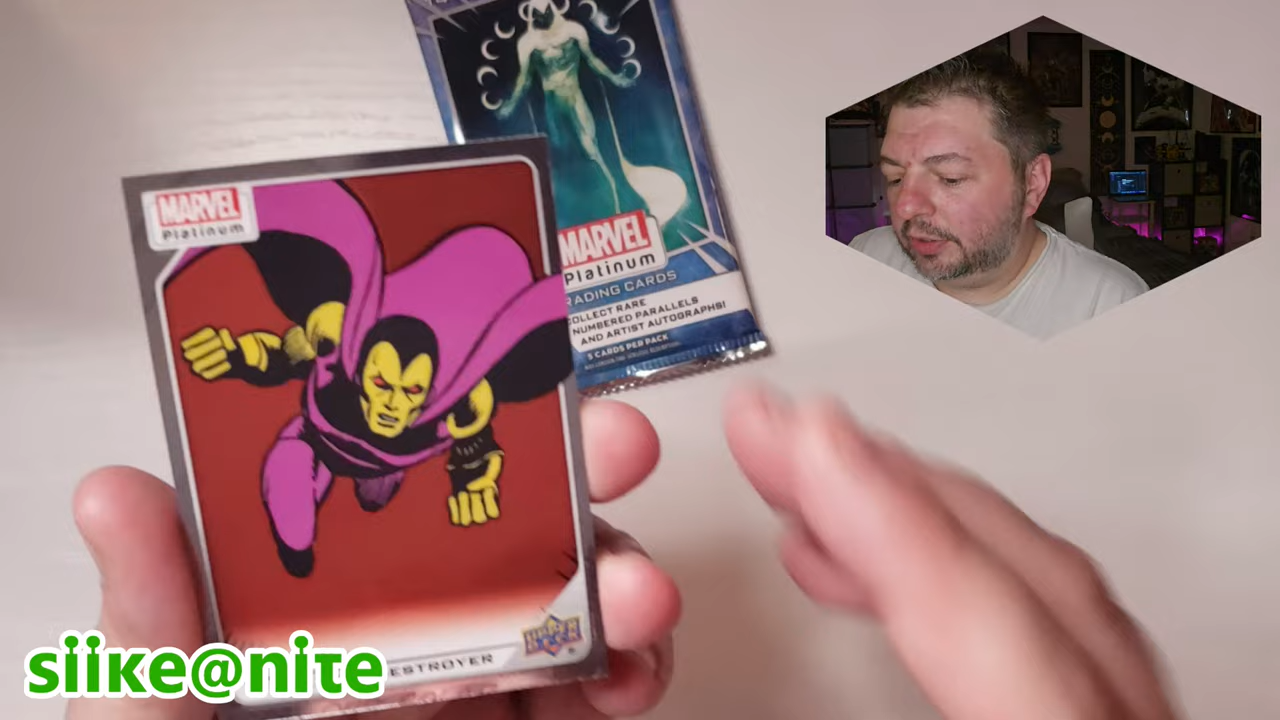 MARVEL
Platinum
TRADING CARDS
COLLECT RARE
NUMBERED PARALLELS
AND ARTIST AUTOGRAPHS!
5 CARDS PER PACK
MARVEL
Platinum
UPPER
DECK
DESTROYER
siike@nite